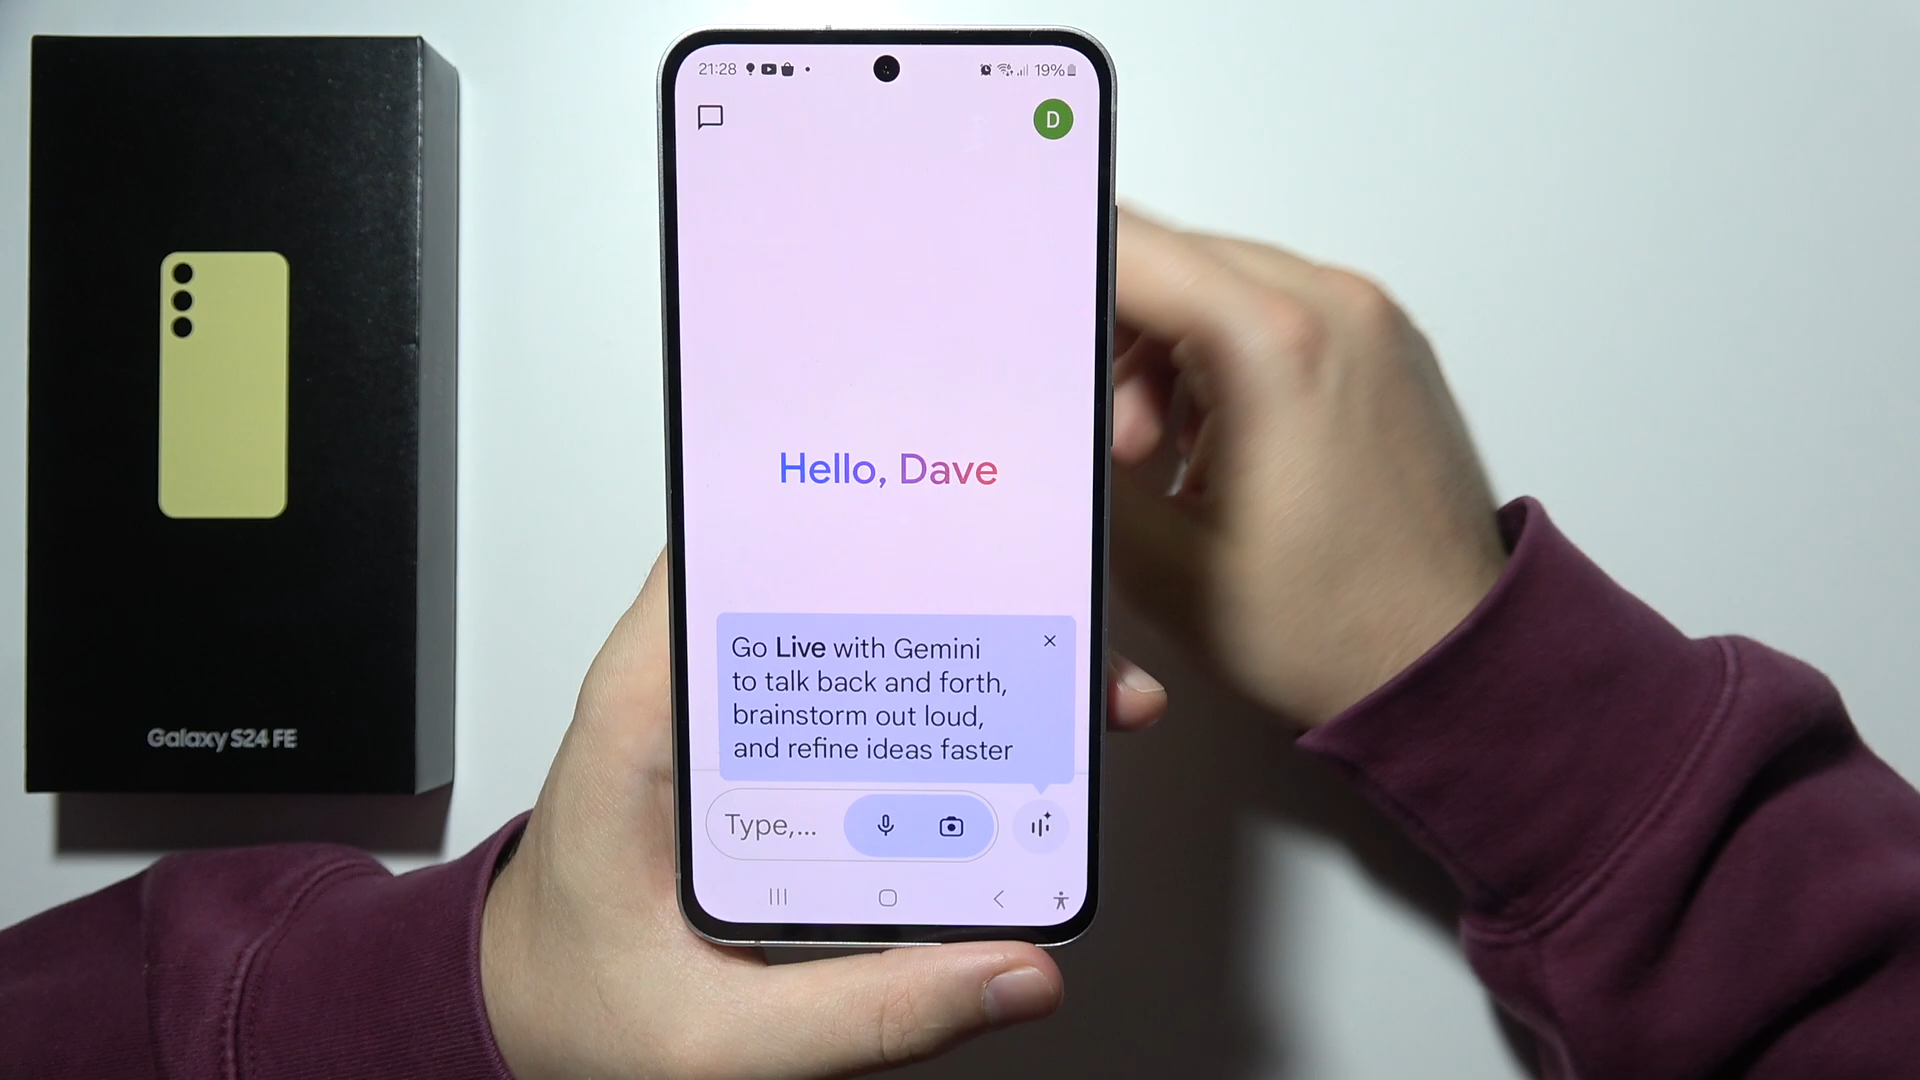 Galaxy S24 FE
21:28
19%
D
Hello, Dave
Go Live with Gemini
to talk back and forth,
brainstorm out loud,
and refine ideas faster
Type,...